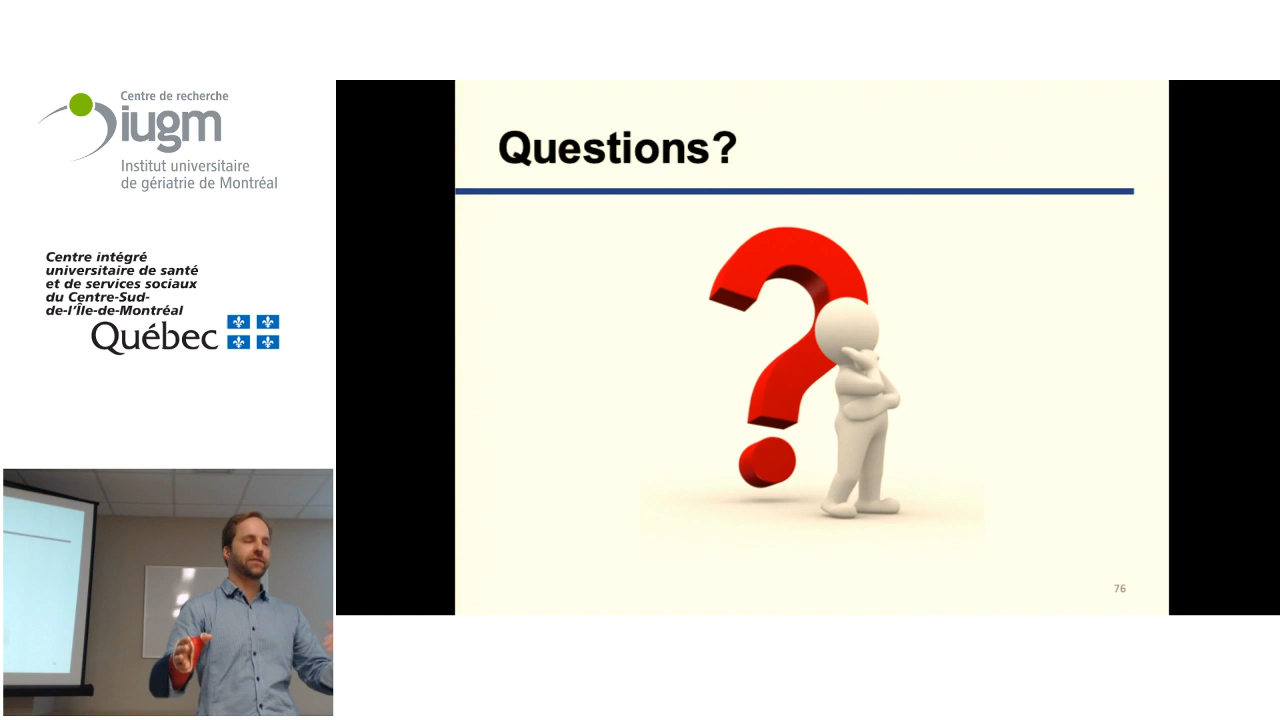 Centre de recherche
iugm
Institut universitaire
de gériatrie de Montréal
Centre intégré
universitaire de santé
et de services sociaux
du Centre-Sud-
de-l'Île-de-Montréal
Québec
Questions?
76